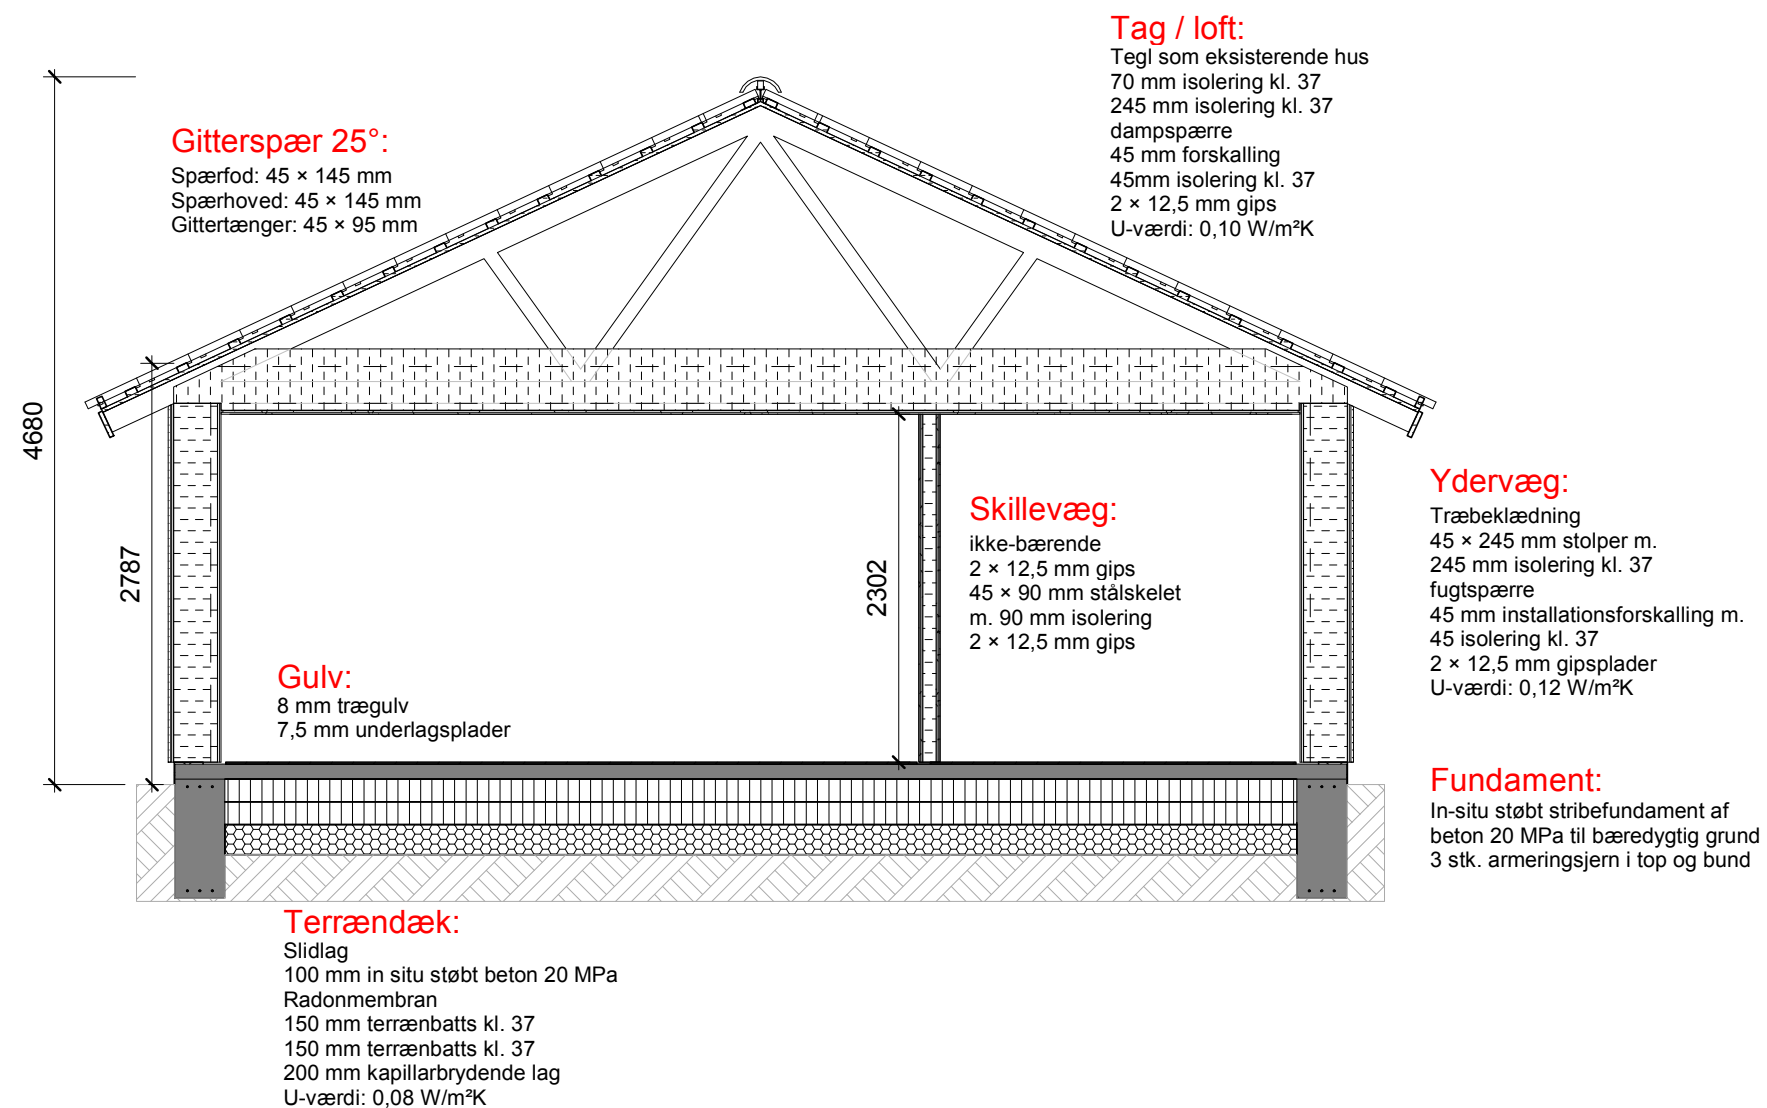 Tag / loft:
Tegl som eksisterende hus
70 mm isolering kl. 37
245 mm isolering kl. 37
dampspærre
45 mm forskalling
45mm isolering kl. 37
2 × 12,5 mm gips
U-værdi: 0,10 W/m²K
Gitterspær 25°:
Spærfod: 45 × 145 mm
Spærhoved: 45 × 145 mm
Gittertænger: 45 × 95 mm
4680
2787
2302
Skillevæg:
ikke-bærende
2 × 12,5 mm gips
45 × 90 mm stålskelet
m. 90 mm isolering
2 × 12,5 mm gips
Ydervæg:
Træbeklædning
45 × 245 mm stolper m.
245 mm isolering kl. 37
fugtspærre
45 mm installationsforskalling m.
45 isolering kl. 37
2 × 12,5 mm gipsplader
U-værdi: 0,12 W/m²K
Gulv:
8 mm trægulv
7,5 mm underlagsplader
Fundament:
In-situ støbt stribefundament af
beton 20 MPa til bæredygtig grund
3 stk. armeringsjern i top og bund
Terrændæk:
Slidlag
100 mm in situ støbt beton 20 MPa
Radonmembran
150 mm terrænbatts kl. 37
150 mm terrænbatts kl. 37
200 mm kapillarbrydende lag
U-værdi: 0,08 W/m²K